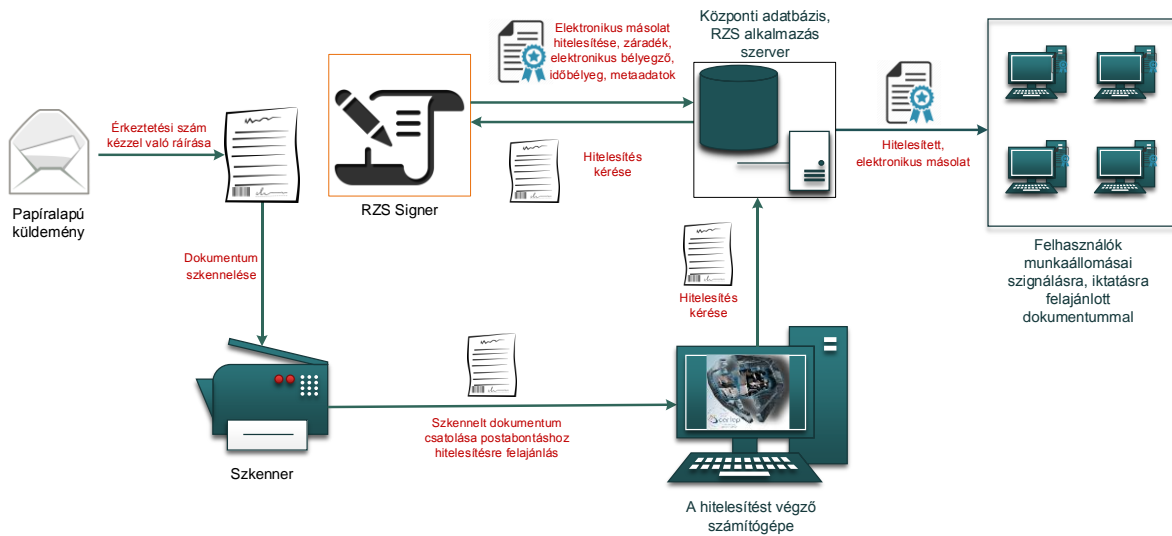 Papíralapú
küldemény
Érkeztetési szám
kézzel való ráírása
Dokumentum
szkennelése
Szkenner
Szkennelt dokumentum
csatolása postabontáshoz
hitelesítésre felajánlás
A hitelesítést végző
számítógépe
Hitelesítés
kérése
Központi adatbázis,
RZS alkalmazás
szerver
Hitelesítés
kérése
RZS Signer
Elektronikus másolat
hitelesítése, záradék,
elektronikus bélyegző,
időbélyeg, metaadatok
Hitelesített,
elektronikus másolat
Felhasználók
munkaállomásai
szignálásra, iktatásra
felajánlott
dokumentummal